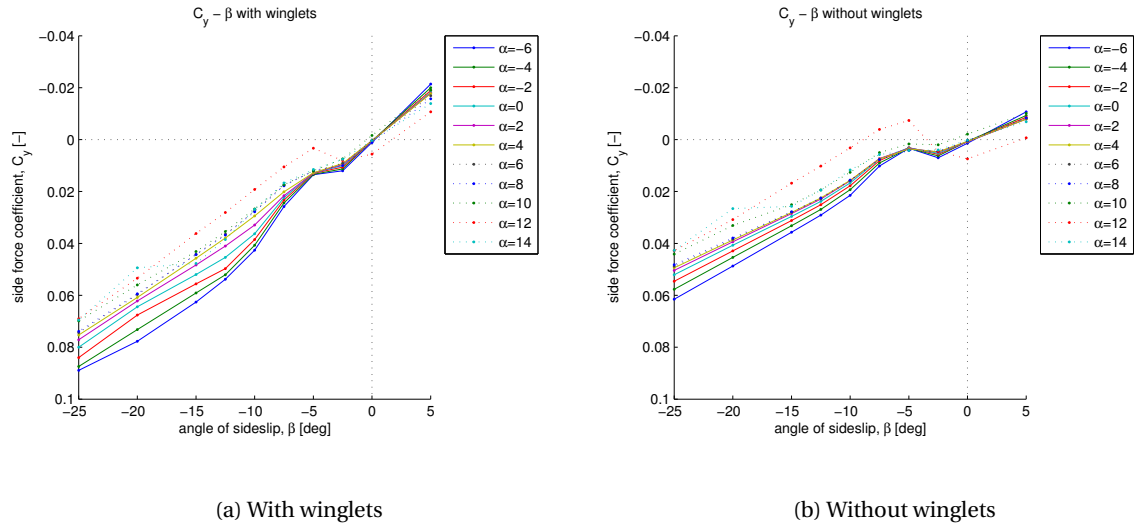 C_y − β with winglets
−0.04
−0.02
0
0.02
0.04
0.06
0.08
0.1
side force coefficient, C_y [−]
−25
−20
−15
−10
−5
0
5
angle of sideslip, β [deg]
α=−6
α=−4
α=−2
α=0
α=2
α=4
α=6
α=8
α=10
α=12
α=14
(a) With winglets
C_y − β without winglets
−0.04
−0.02
0
0.02
0.04
0.06
0.08
0.1
side force coefficient, C_y [−]
−25
−20
−15
−10
−5
0
5
angle of sideslip, β [deg]
α=−6
α=−4
α=−2
α=0
α=2
α=4
α=6
α=8
α=10
α=12
α=14
(b) Without winglets